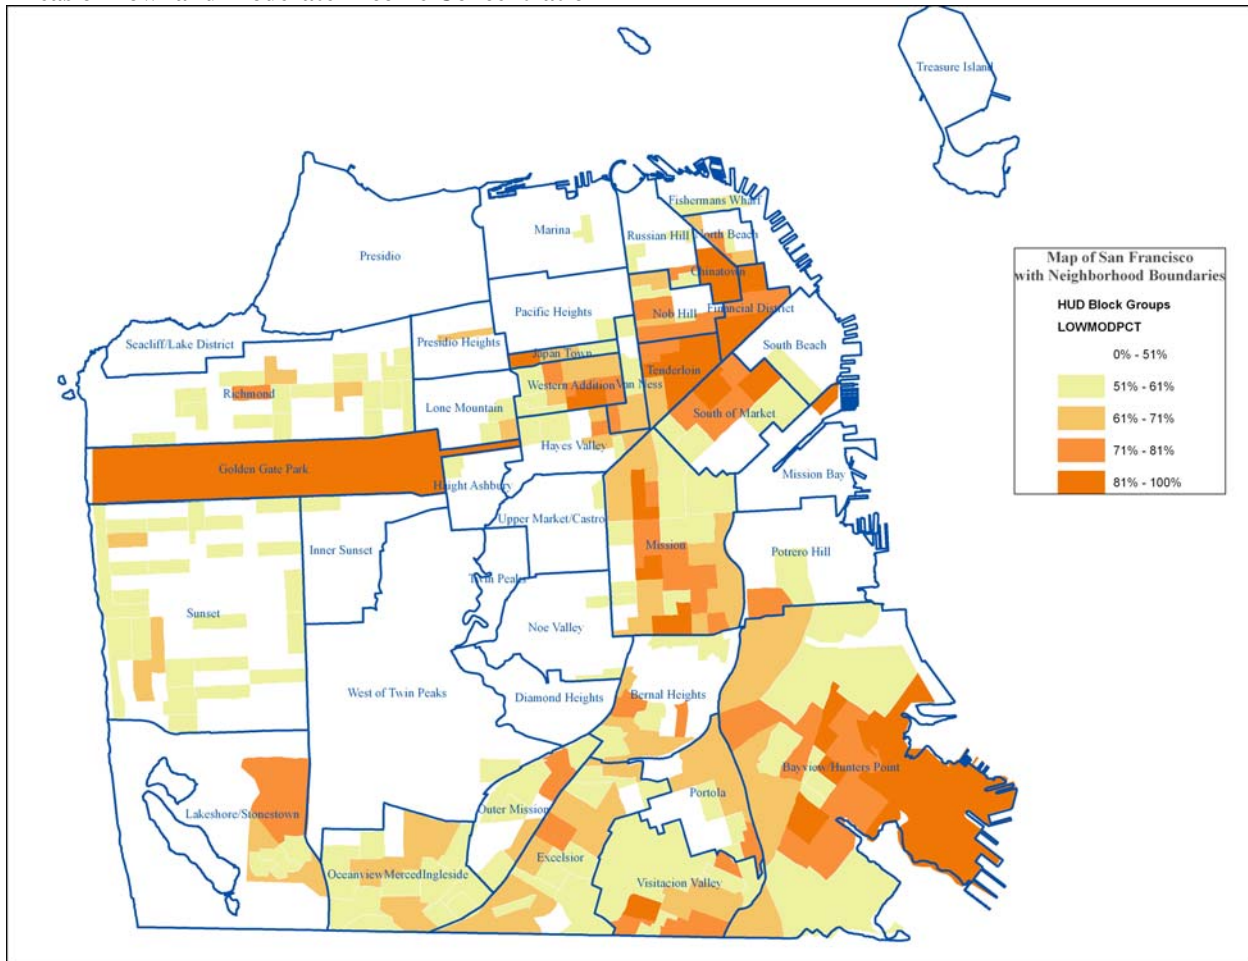 Treasure Island
Fishermans Wharf
Marina
Russian Hill
North Beach
Presidio
Chinatown
Pacific Heights
Nob Hill
Financial District
Seacliff/Lake District
Presidio Heights
Japan Town
South Beach
Tenderloin
Richmond
Western Addition
Van Ness
Lone Mountain
South of Market
Hayes Valley
Golden Gate Park
Mission Bay
Haight Ashbury
Upper Market/Castro
Inner Sunset
Mission
Potrero Hill
Twin Peaks
Sunset
Noe Valley
West of Twin Peaks
Diamond Heights
Bernal Heights
Bayview/Hunters Point
Portola
Lakeshore/Stonestown
Outer Mission
Excelsior
OceanviewMercedIngleside
Visitacion Valley
Map of San Francisco
with Neighborhood Boundaries
HUD Block Groups
LOWMODPCT
0% - 51%
51% - 61%
61% - 71%
71% - 81%
81% - 100%